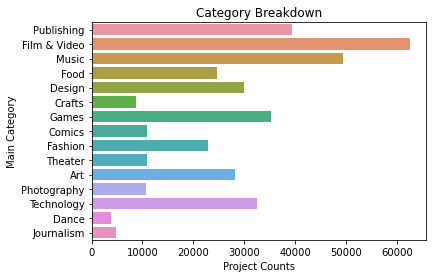 Category Breakdown
Main Category
Publishing
Film & Video
Music
Food
Design
Crafts
Games
Comics
Fashion
Theater
Art
Photography
Technology
Dance
Journalism
0 10000 20000 30000 40000 50000 60000
Project Counts